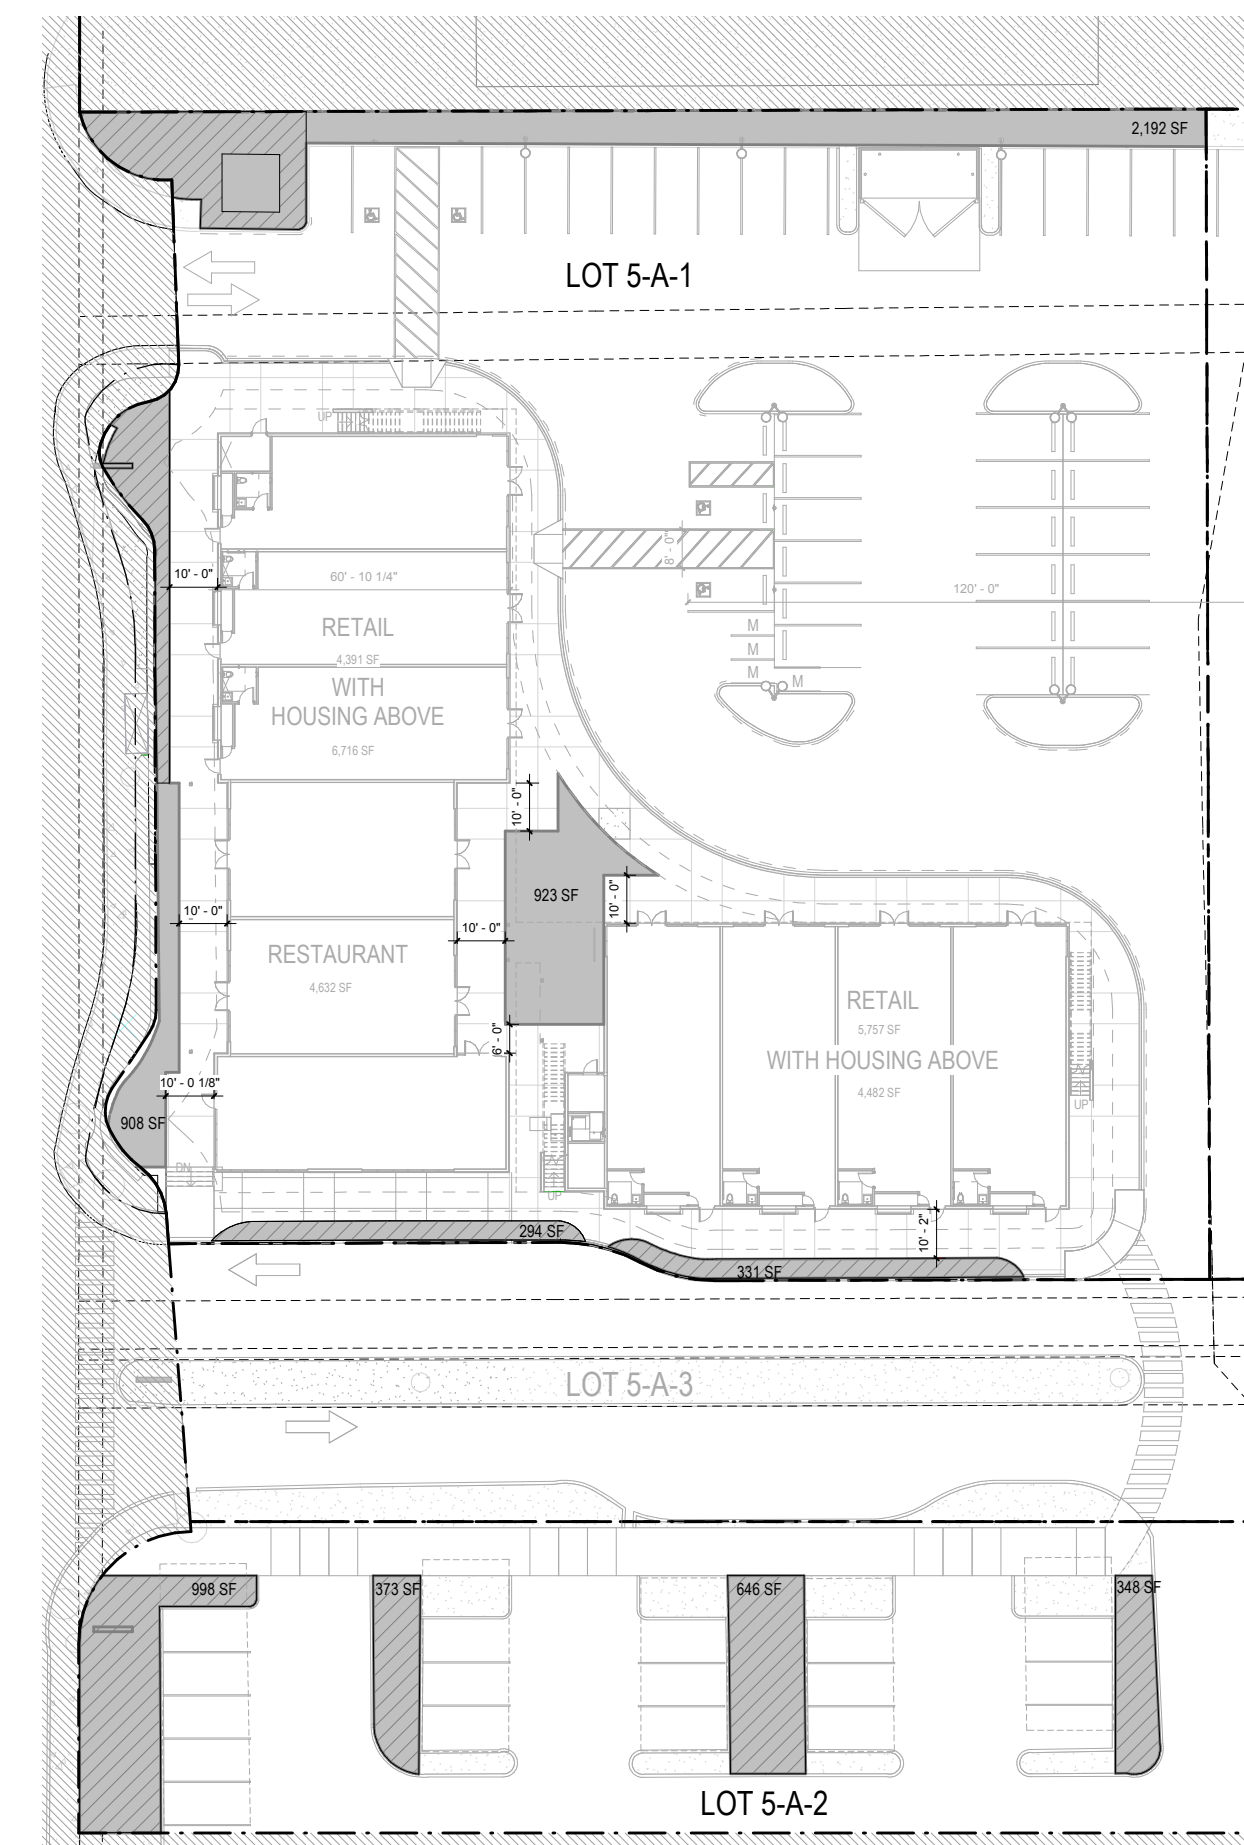 2,192 SF
LOT 5-A-1
UP
10' - 0"
60' - 10 1/4"
8' - 0"
120' - 0"
RETAIL
4,391 SF
WITH
HOUSING ABOVE
6,716 SF
M
M
M
M
10' - 0"
923 SF
10' - 0"
10' - 0"
10' - 0"
RESTAURANT
4,632 SF
RETAIL
5,757 SF
WITH HOUSING ABOVE
4,482 SF
6' - 0"
10' - 0 1/8"
908 SF
UP
DN
UP
294 SF
10' - 2"
331 SF
LOT 5-A-3
998 SF
373 SF
646 SF
348 SF
LOT 5-A-2